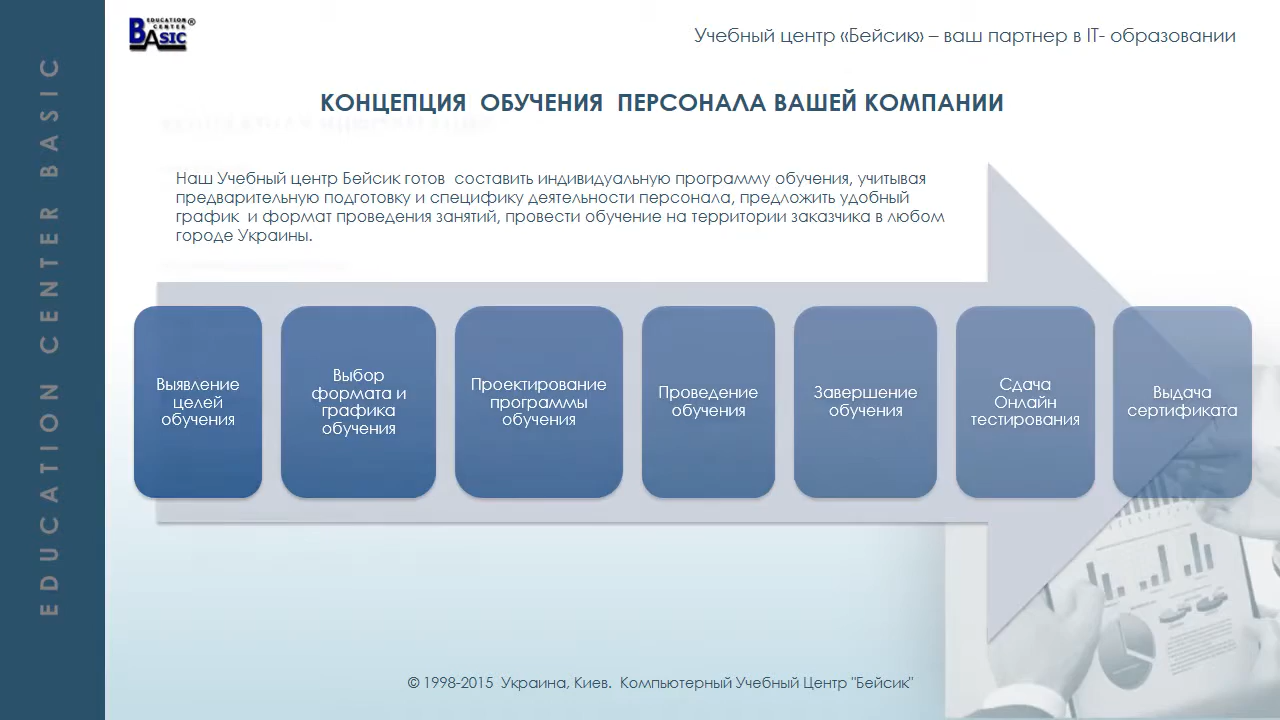 EDUCATION CENTER BASIC
EDUCATION
CENTER
BASIC®
Учебный центр «Бейсик» – ваш партнер в IT- образовании
КОНЦЕПЦИЯ ОБУЧЕНИЯ ПЕРСОНАЛА ВАШЕЙ КОМПАНИИ
Наш Учебный центр Бейсик готов составить индивидуальную программу обучения, учитывая
предварительную подготовку и специфику деятельности персонала, предложить удобный
график и формат проведения занятий, провести обучение на территории заказчика в любом
городе Украины.
Выявление
целей
обучения
Выбор
формата и
графика
обучения
Проектирование
программы
обучения
Проведение
обучения
Завершение
обучения
Сдача
Онлайн
тестирования
Выдача
сертификата
© 1998-2015 Украина, Киев. Компьютерный Учебный Центр "Бейсик"